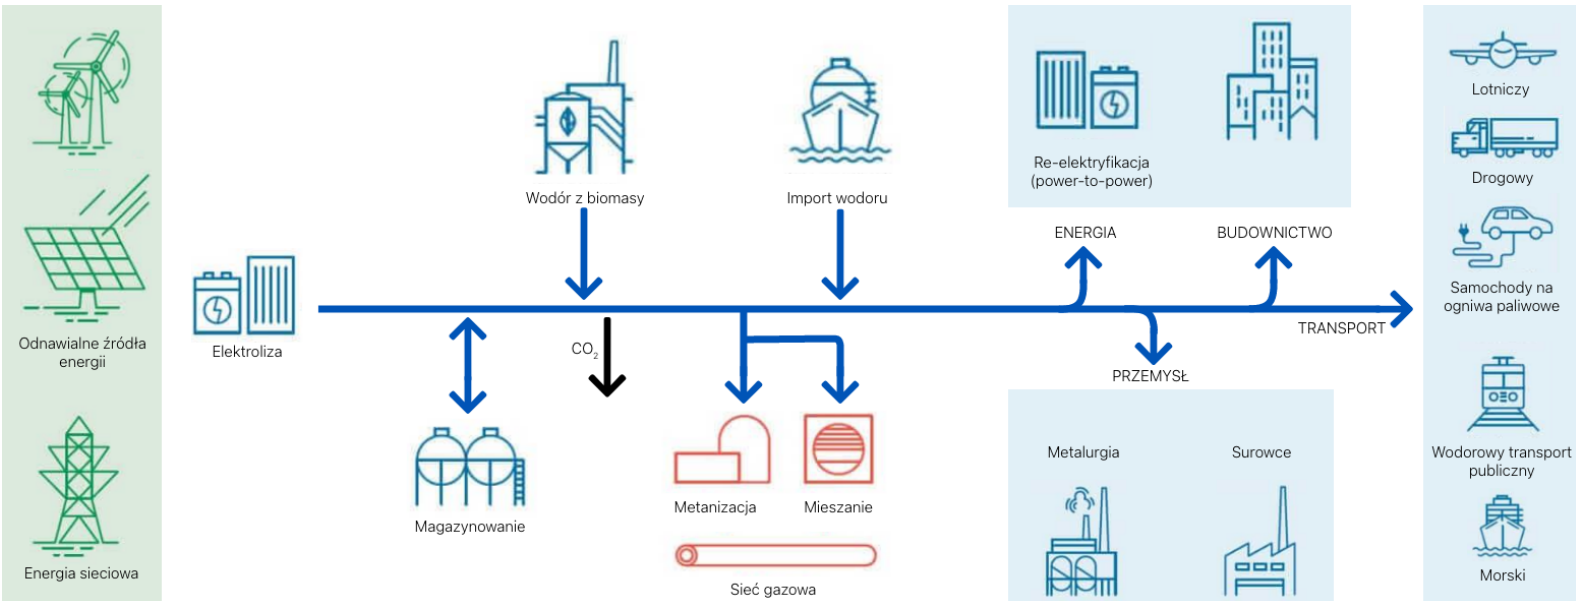 Odnawialne źródła
energii
Energia sieciowa
Elektroliza
Wodór z biomasy
Import wodoru
CO₂
Magazynowanie
Metanizacja
Mieszanie
Sieć gazowa
Re-elektryfikacja
(power-to-power)
ENERGIA
BUDOWNICTWO
TRANSPORT
PRZEMYSŁ
Metalurgia
Surowce
Lotniczy
Drogowy
Samochody na
ogniwa paliwowe
Wodorowy transport
publiczny
Morski